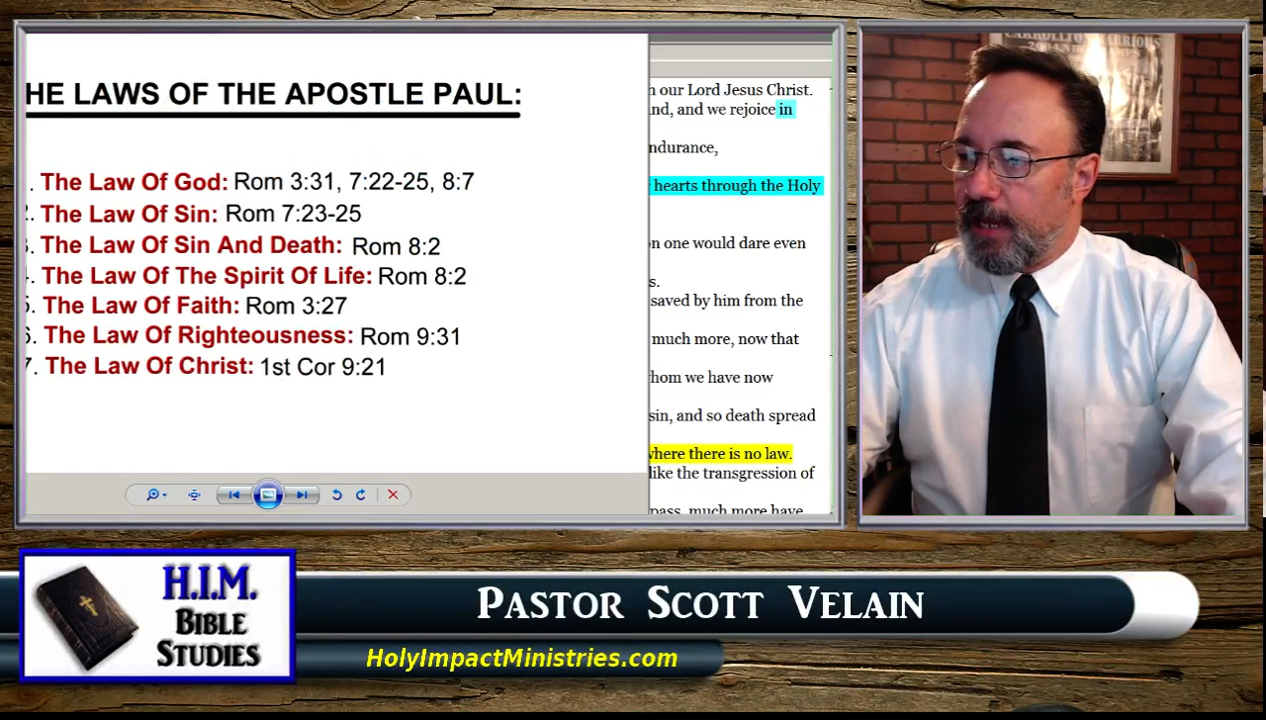 HE LAWS OF THE APOSTLE PAUL:
. The Law Of God: Rom 3:31, 7:22-25, 8:7
2. The Law Of Sin: Rom 7:23-25
3. The Law Of Sin And Death: Rom 8:2
4. The Law Of The Spirit Of Life: Rom 8:2
5. The Law Of Faith: Rom 3:27
6. The Law Of Righteousness: Rom 9:31
7. The Law Of Christ: 1st Cor 9:21
our Lord Jesus Christ.
and we rejoice in
ndurance,
hearts through the Holy
one would dare even
s.
saved by him from the
much more, now that
hom we have now
sin, and so death spread
where there is no law.
like the transgression of
pass, much more have
H.I.M.
BIBLE
STUDIES
PASTOR SCOTT VELAIN
HolyImpactMinistries.com